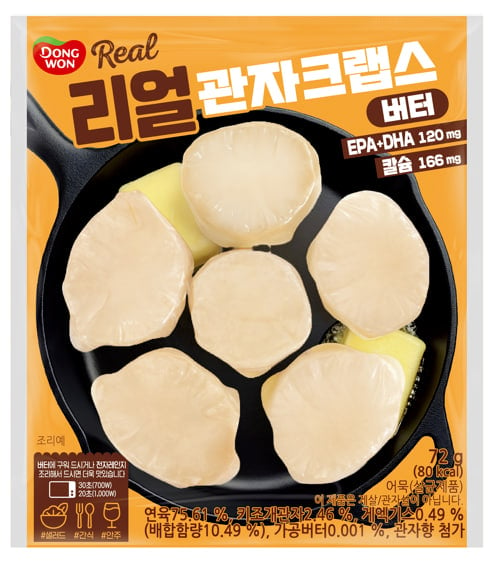 DONG
WON
Real
리얼 관자크랩스
버터
EPA+DHA 120 mg
칼슘 166 mg
조리예
버터에 구워 드시거나 전자레인지
조리해서 드시면 더욱 맛있습니다
30초(700W)
20초(1,000W)
#샐러드 #간식 #안주
72 g
(80 kcal)
어묵(살균제품)
이 제품은 게살/관자살이 아닙니다.
연육75.61 %, 키조개관자2.46 %, 게엑기스0.49 %
(배합함량10.49 %), 가공버터0.001 %, 관자향 첨가